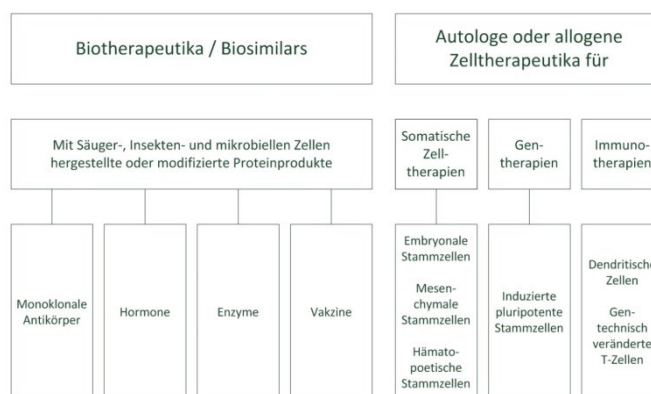 Biotherapeutika / Biosimilars
Autologe oder allogene
Zelltherapeutika für
Mit Säuger-, Insekten- und mikrobiellen Zellen
hergestellte oder modifizierte Proteinprodukte
Somatische
Zell-
therapien
Gen-
therapien
Immuno-
therapien
Monoklonale
Antikörper
Hormone
Enzyme
Vakzine
Embryonale
Stammzellen
Mesen-
chymale
Stammzellen
Hämato-
poetische
Stammzellen
Induzierte
pluripotente
Stammzellen
Dendritische
Zellen
Gen-
technisch
veränderte
T-Zellen